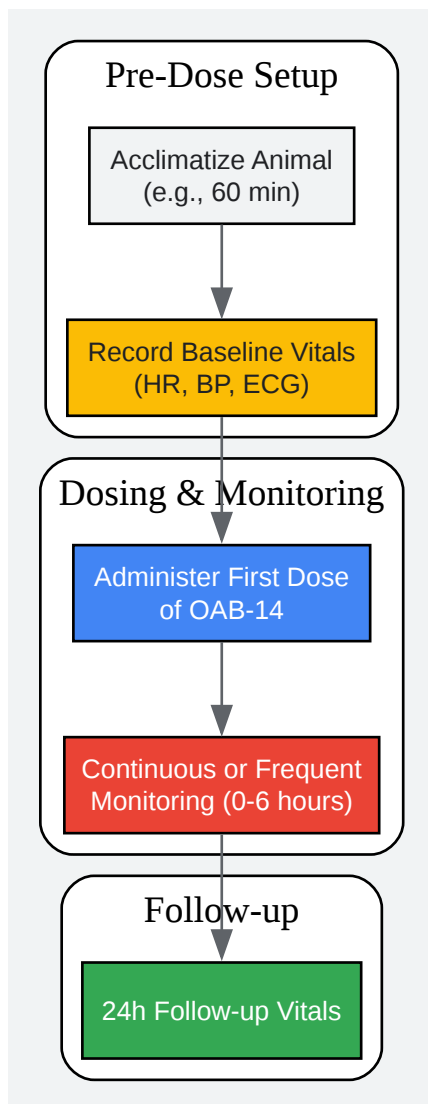 Pre-Dose Setup
Acclimatize Animal
(e.g., 60 min)
Record Baseline Vitals
(HR, BP, ECG)
Dosing & Monitoring
Administer First Dose
of OAB-14
Continuous or Frequent
Monitoring (0-6 hours)
Follow-up
24h Follow-up Vitals